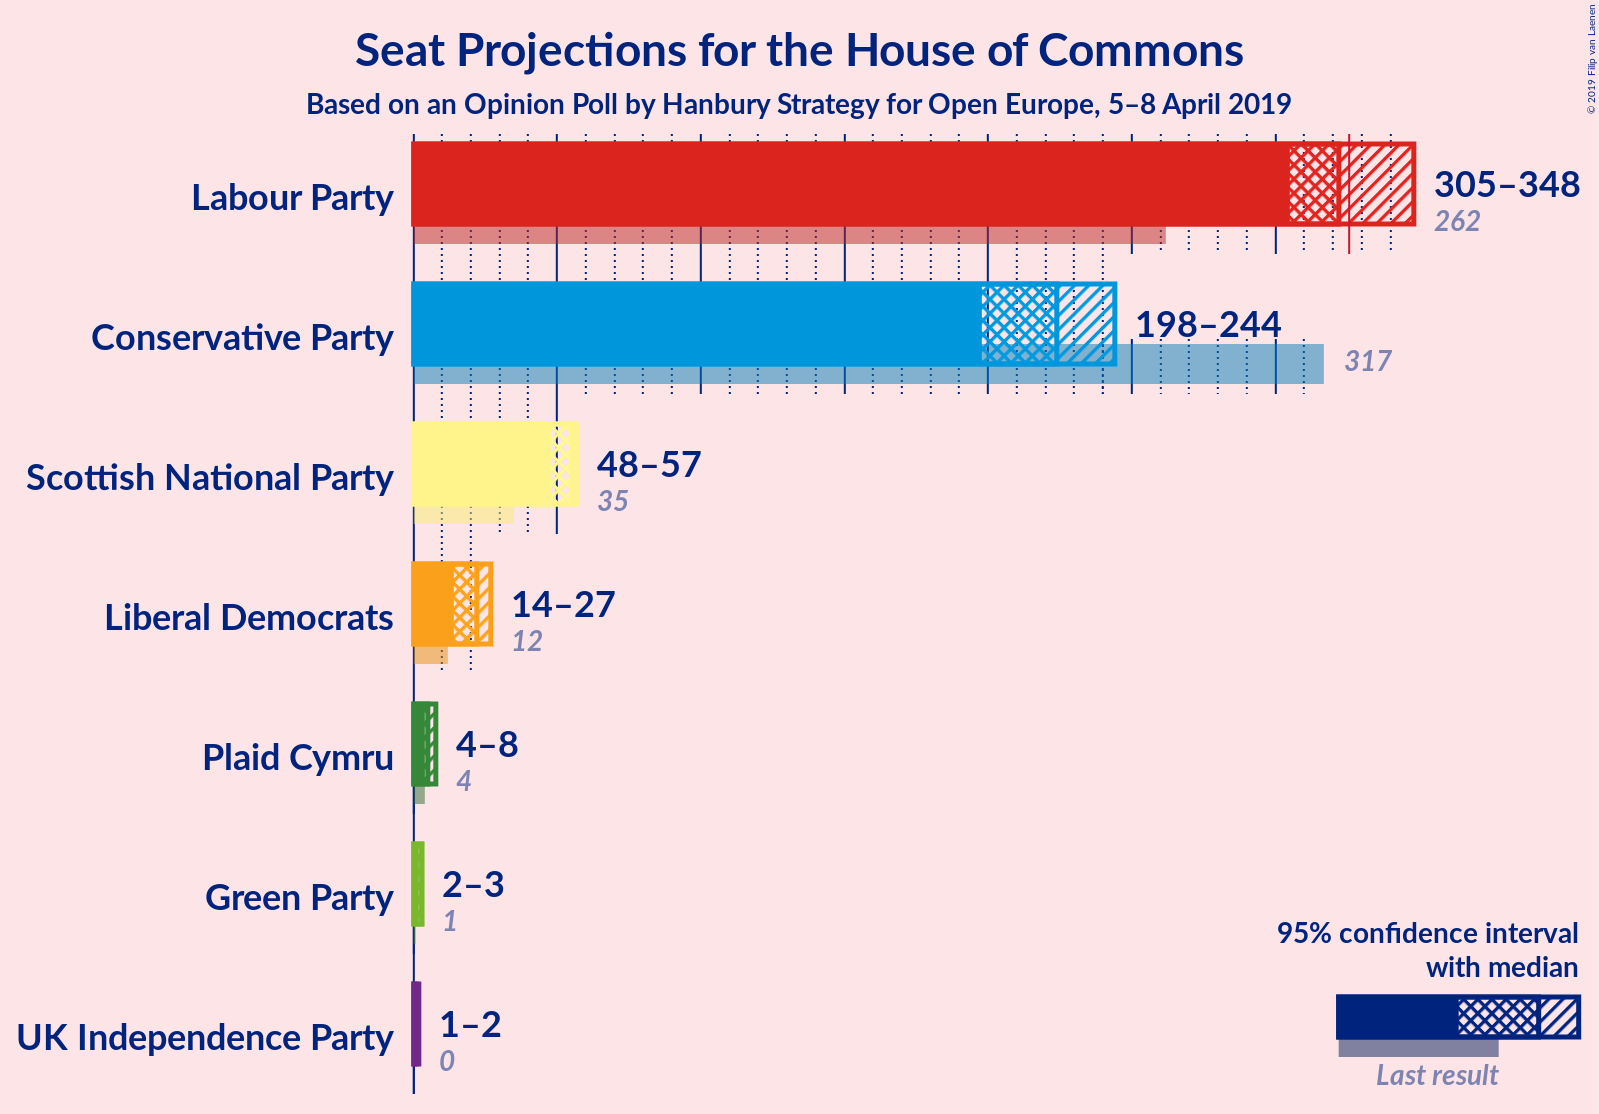 Seat Projections for the House of Commons
Based on an Opinion Poll by Hanbury Strategy for Open Europe, 5–8 April 2019
© 2019 Filip van Laenen
Labour Party
305–348
262
Conservative Party
198–244
317
Scottish National Party
48–57
35
Liberal Democrats
14–27
12
Plaid Cymru
4–8
4
Green Party
2–3
1
UK Independence Party
1–2
0
95% confidence interval
with median
Last result